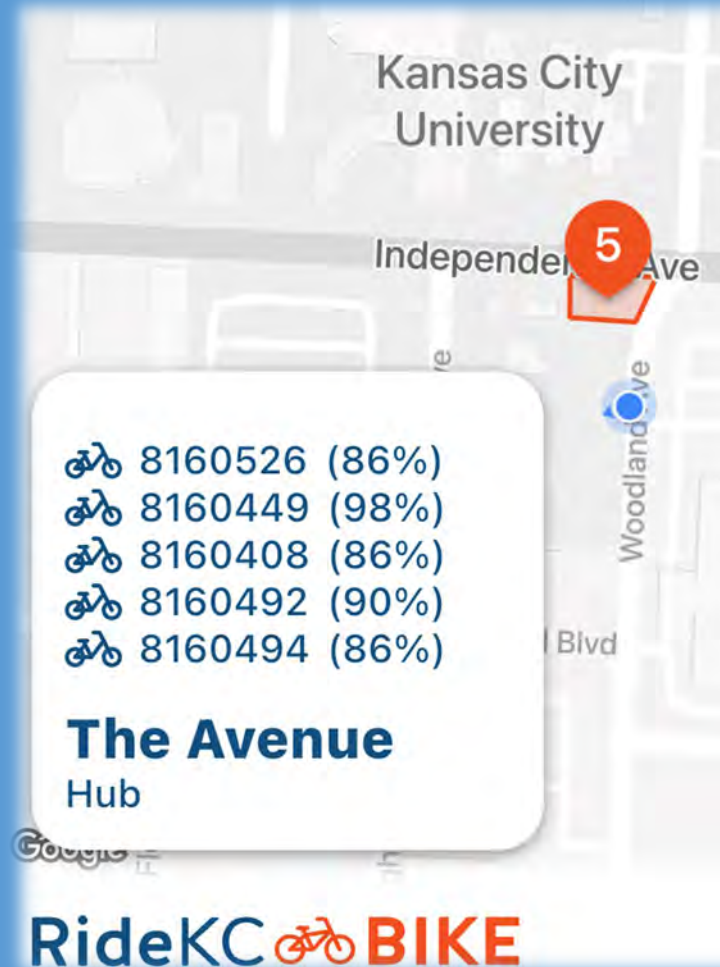 Kansas City
University
5
Ave
Woodland Ave
8160526 (86%)
8160449 (98%)
8160408 (86%)
8160492 (90%)
8160494 (86%)
Blvd
The Avenue
Hub
Google
RideKC BIKE